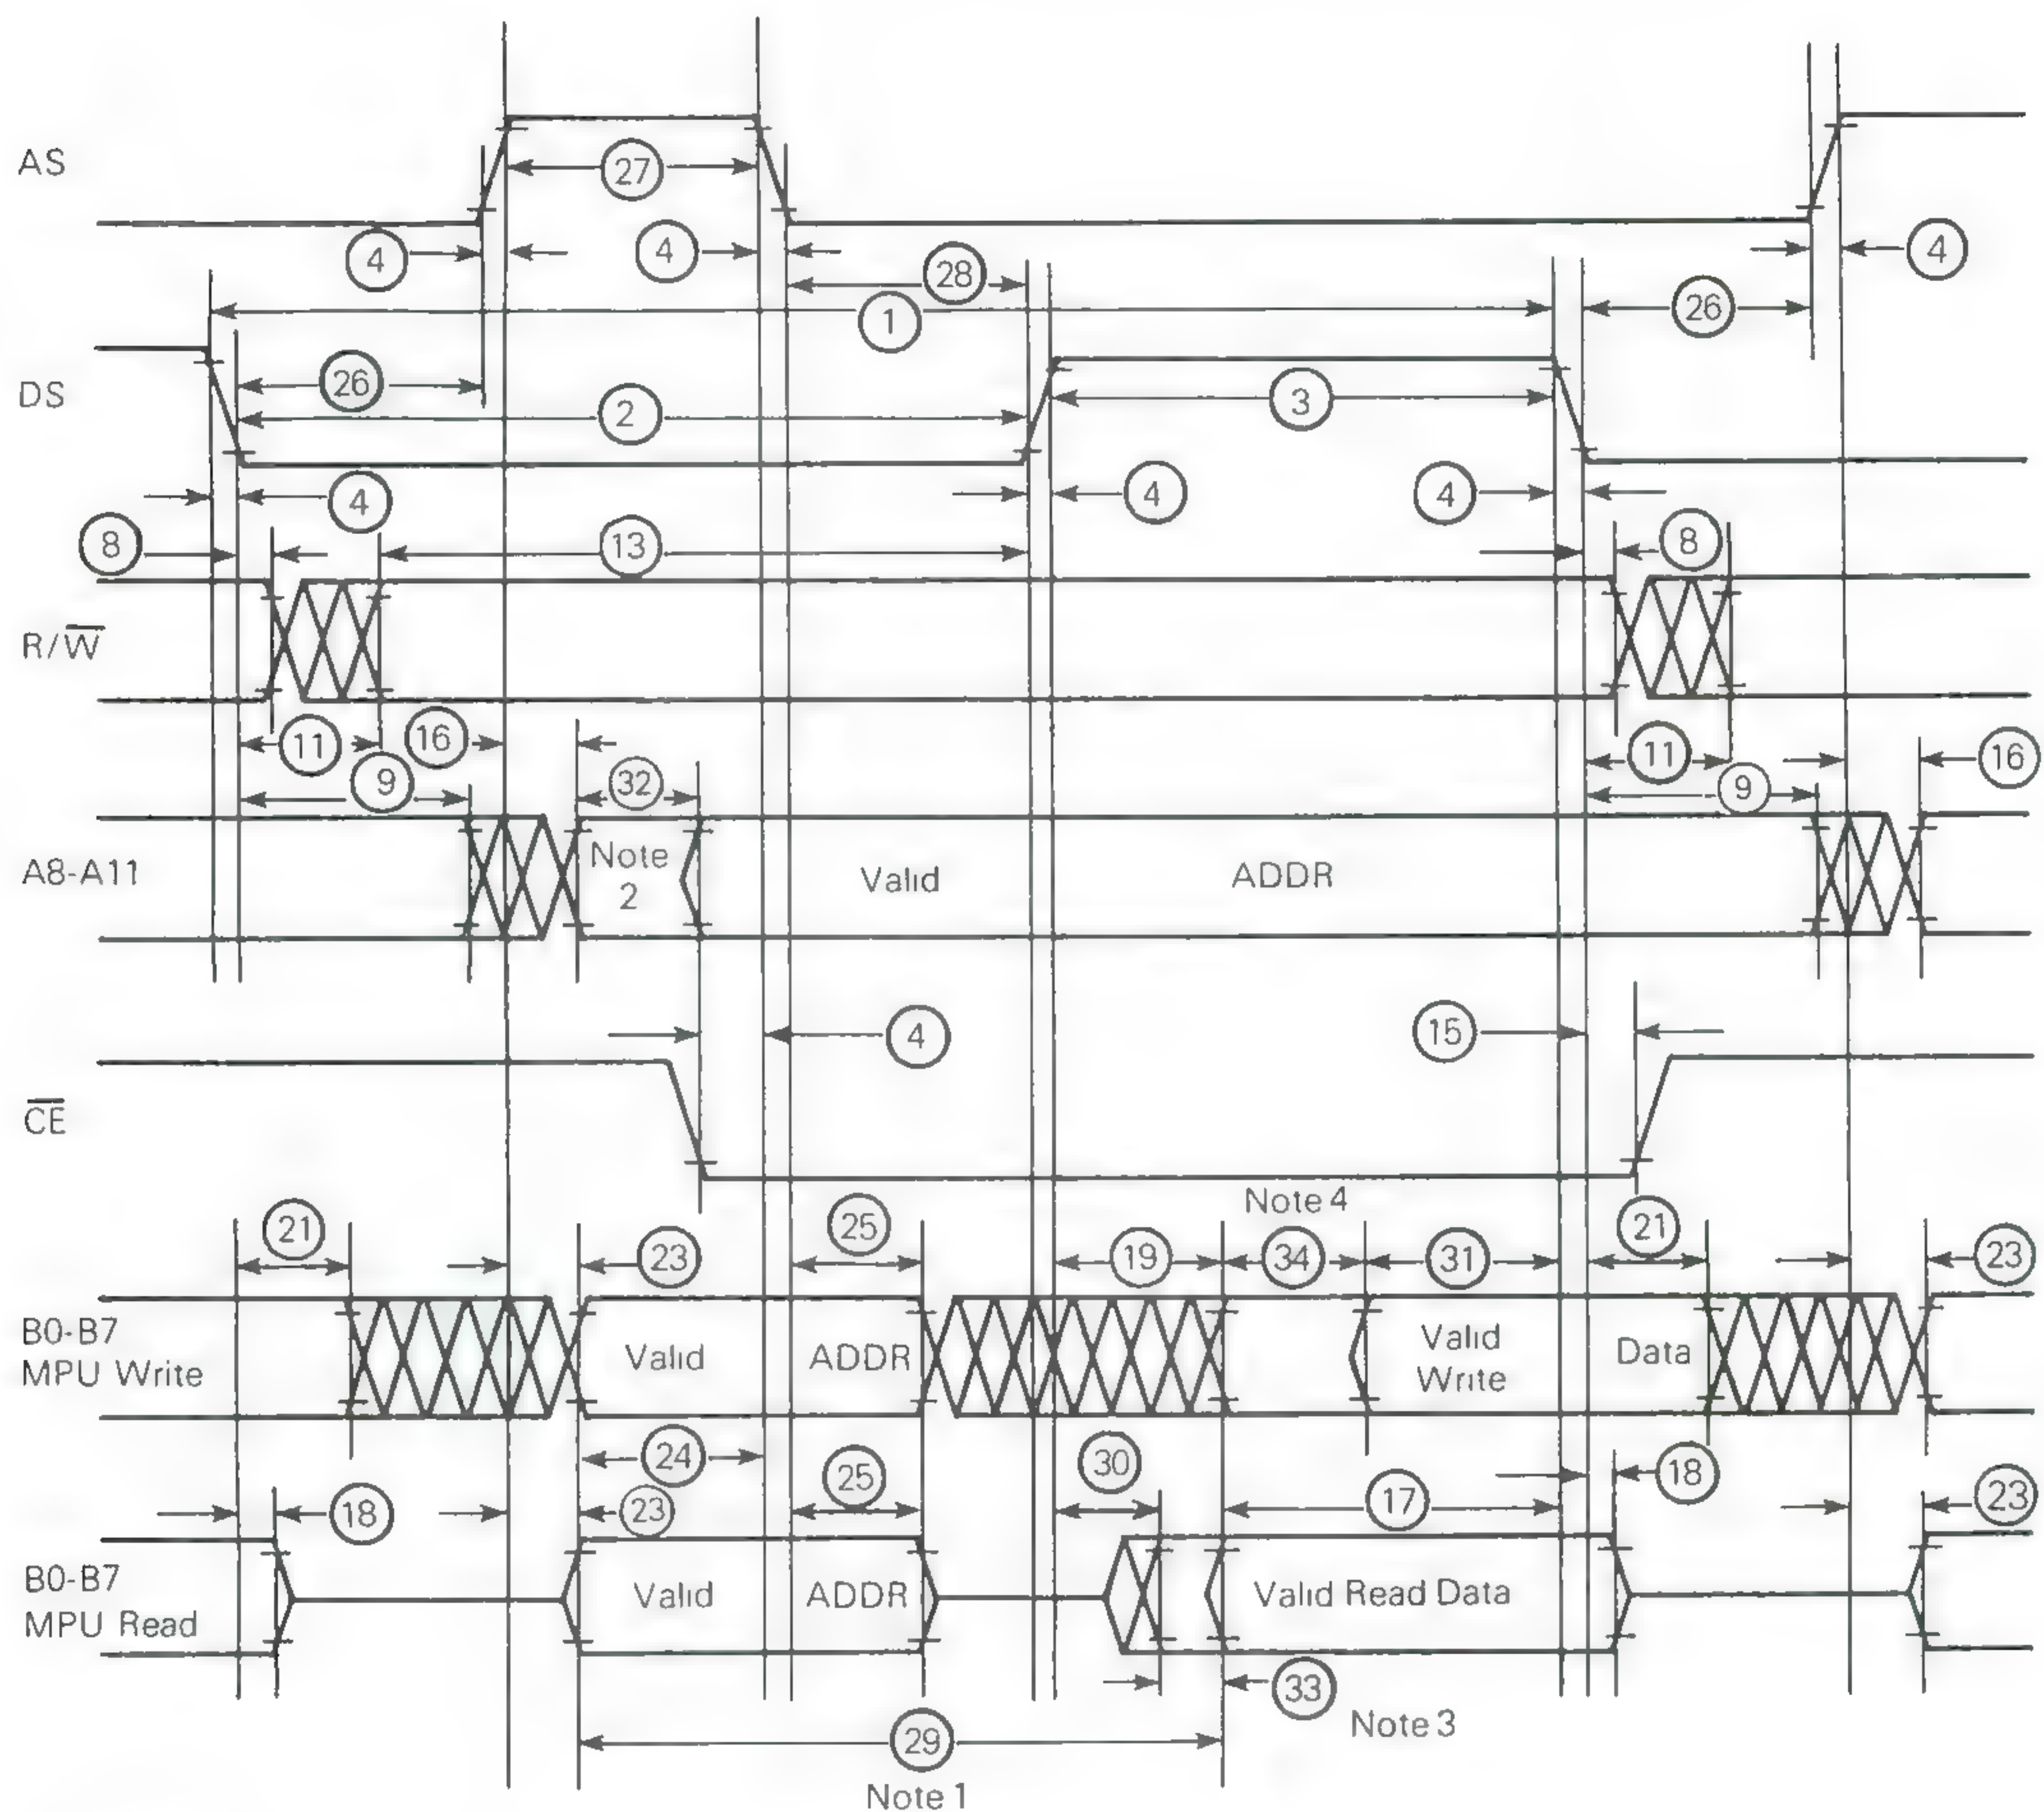 27
AS
4
4
28
4
1
26
DS
26
2
3
4
4
4
8
13
8
R/W̅
11
16
11
16
9
32
9
A8-A11
Note 2
Valid
ADDR
4
15
C̅E̅
Note 4
21
23
25
19
34
31
21
23
B0-B7
MPU Write
Valid
ADDR
Valid Write
Data
24
25
30
18
18
23
17
23
B0-B7
MPU Read
Valid
ADDR
Valid Read Data
33
Note 3
29
Note 1